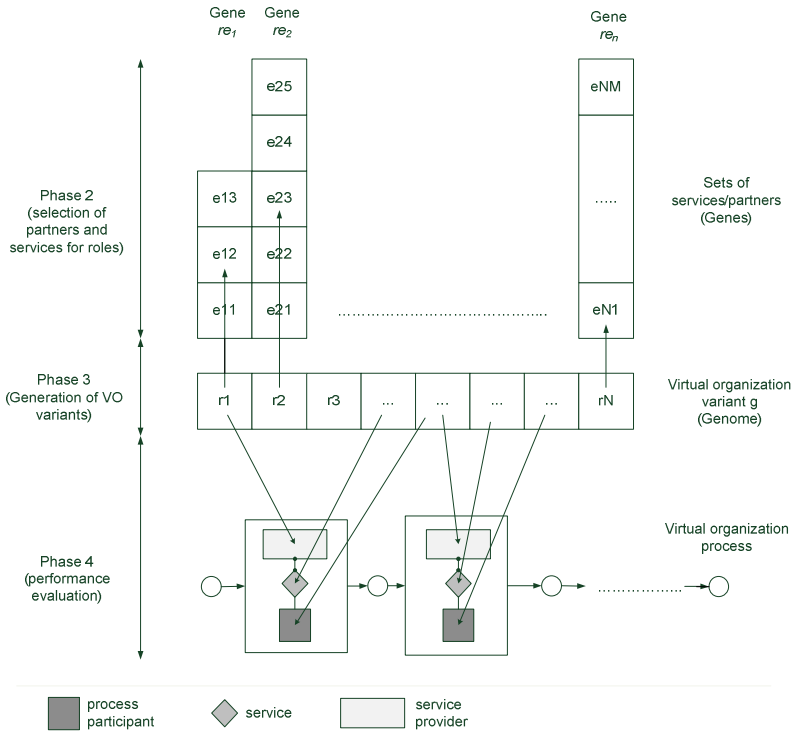 Gene
re1
Gene
re2
Gene
ren
e25
eNM
e24
e13
e23
.....
e12
e22
e11
e21
..................................................
eN1
Phase 2
(selection of
partners and
services for roles)
Sets of
services/partners
(Genes)
Phase 3
(Generation of VO
variants)
r1
r2
r3
...
...
...
...
rN
Virtual organization
variant g
(Genome)
Phase 4
(performance
evaluation)
....................
Virtual organization
process
process
participant
service
service
provider